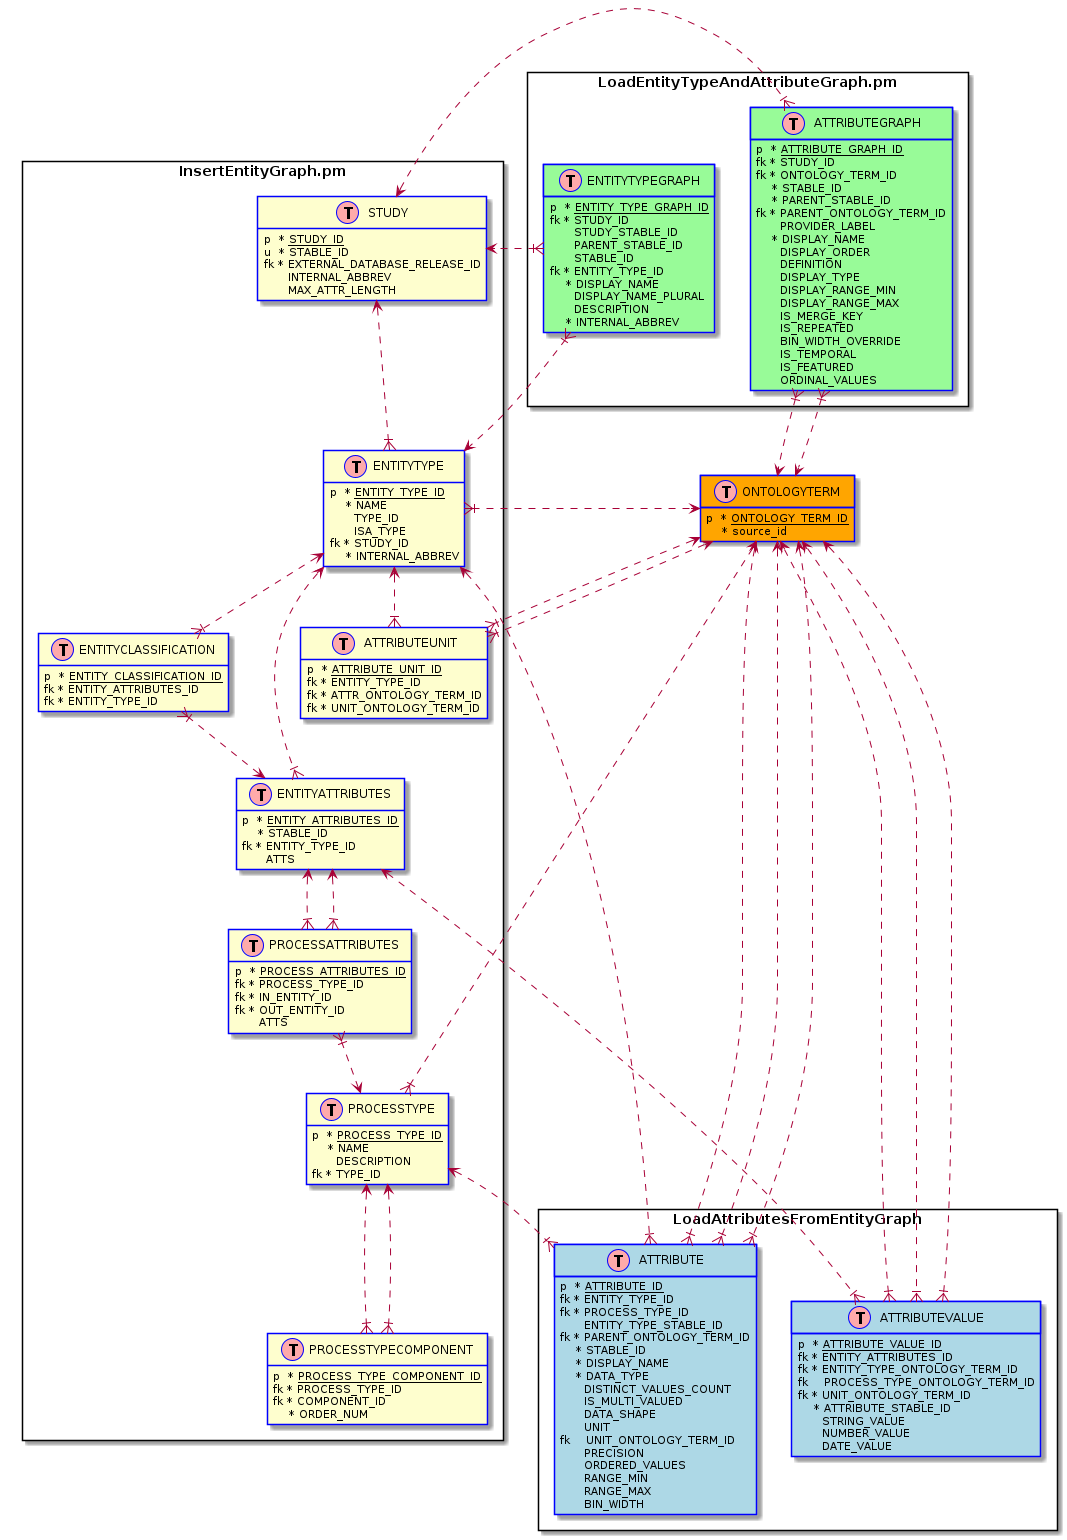 LoadEntityTypeAndAttributeGraph.pm
T ATTRIBUTEGRAPH
p * ATTRIBUTE_GRAPH_ID
fk * STUDY_ID
fk * ONTOLOGY_TERM_ID
* STABLE_ID
* PARENT_STABLE_ID
fk * PARENT_ONTOLOGY_TERM_ID
PROVIDER_LABEL
* DISPLAY_NAME
DISPLAY_ORDER
DEFINITION
DISPLAY_TYPE
DISPLAY_RANGE_MIN
DISPLAY_RANGE_MAX
IS_MERGE_KEY
IS_REPEATED
BIN_WIDTH_OVERRIDE
IS_TEMPORAL
IS_FEATURED
ORDINAL_VALUES
T ENTITYTYPEGRAPH
p * ENTITY_TYPE_GRAPH_ID
fk * STUDY_ID
STUDY_STABLE_ID
PARENT_STABLE_ID
STABLE_ID
fk * ENTITY_TYPE_ID
* DISPLAY_NAME
DISPLAY_NAME_PLURAL
DESCRIPTION
* INTERNAL_ABBREV
InsertEntityGraph.pm
T STUDY
p * STUDY_ID
u * STABLE_ID
fk * EXTERNAL_DATABASE_RELEASE_ID
INTERNAL_ABBREV
MAX_ATTR_LENGTH
T ENTITYTYPE
p * ENTITY_TYPE_ID
* NAME
TYPE_ID
ISA_TYPE
fk * STUDY_ID
* INTERNAL_ABBREV
T ONTOLOGYTERM
p * ONTOLOGY_TERM_ID
* source_id
T ENTITYCLASSIFICATION
p * ENTITY_CLASSIFICATION_ID
fk * ENTITY_ATTRIBUTES_ID
fk * ENTITY_TYPE_ID
T ATTRIBUTEUNIT
p * ATTRIBUTE_UNIT_ID
fk * ENTITY_TYPE_ID
fk * ATTR_ONTOLOGY_TERM_ID
fk * UNIT_ONTOLOGY_TERM_ID
T ENTITYATTRIBUTES
p * ENTITY_ATTRIBUTES_ID
* STABLE_ID
fk * ENTITY_TYPE_ID
ATTS
T PROCESSATTRIBUTES
p * PROCESS_ATTRIBUTES_ID
fk * PROCESS_TYPE_ID
fk * IN_ENTITY_ID
fk * OUT_ENTITY_ID
ATTS
T PROCESSTYPE
p * PROCESS_TYPE_ID
* NAME
DESCRIPTION
fk * TYPE_ID
T PROCESSTYPECOMPONENT
p * PROCESS_TYPE_COMPONENT_ID
fk * PROCESS_TYPE_ID
fk * COMPONENT_ID
* ORDER_NUM
LoadAttributesFromEntityGraph
T ATTRIBUTE
p * ATTRIBUTE_ID
fk * ENTITY_TYPE_ID
fk * PROCESS_TYPE_ID
ENTITY_TYPE_STABLE_ID
fk * PARENT_ONTOLOGY_TERM_ID
* STABLE_ID
* DISPLAY_NAME
* DATA_TYPE
DISTINCT_VALUES_COUNT
IS_MULTI_VALUED
DATA_SHAPE
UNIT
fk UNIT_ONTOLOGY_TERM_ID
PRECISION
ORDERED_VALUES
RANGE_MIN
RANGE_MAX
BIN_WIDTH
T ATTRIBUTEVALUE
p * ATTRIBUTE_VALUE_ID
fk * ENTITY_ATTRIBUTES_ID
fk * ENTITY_TYPE_ONTOLOGY_TERM_ID
fk PROCESS_TYPE_ONTOLOGY_TERM_ID
fk * UNIT_ONTOLOGY_TERM_ID
* ATTRIBUTE_STABLE_ID
STRING_VALUE
NUMBER_VALUE
DATE_VALUE